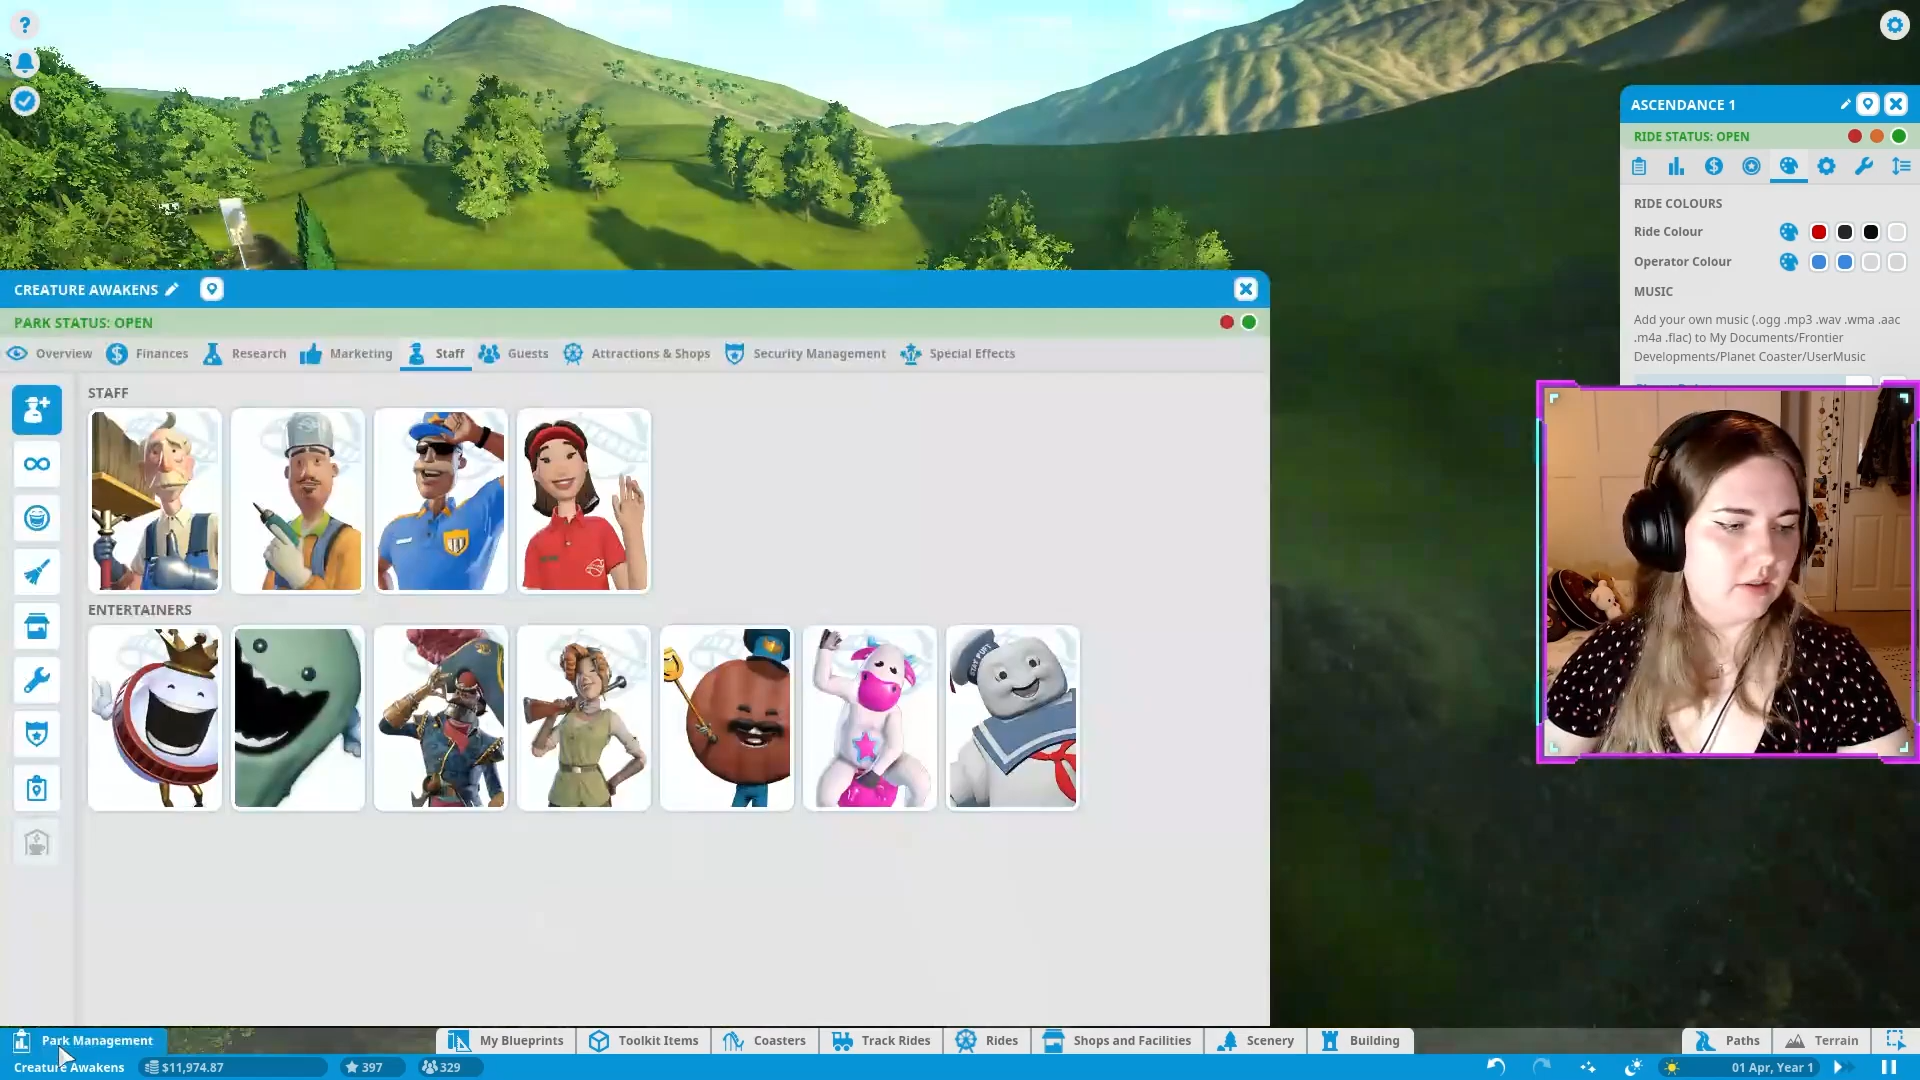 ?
ASCENDANCE 1
RIDE STATUS: OPEN
RIDE COLOURS
Ride Colour
Operator Colour
MUSIC
Add your own music (.ogg .mp3 .wav .wma .aac
.m4a .flac) to My Documents/Frontier
Developments/Planet Coaster/UserMusic
CREATURE AWAKENS
PARK STATUS: OPEN
Overview Finances Research Marketing Staff Guests Attractions & Shops Security Management Special Effects
STAFF
ENTERTAINERS
STAY PUFT
Park Management My Blueprints Toolkit Items Coasters Track Rides Rides Shops and Facilities Scenery Building Paths Terrain
Creature Awakens $11,974.87 397 329 01 Apr, Year 1